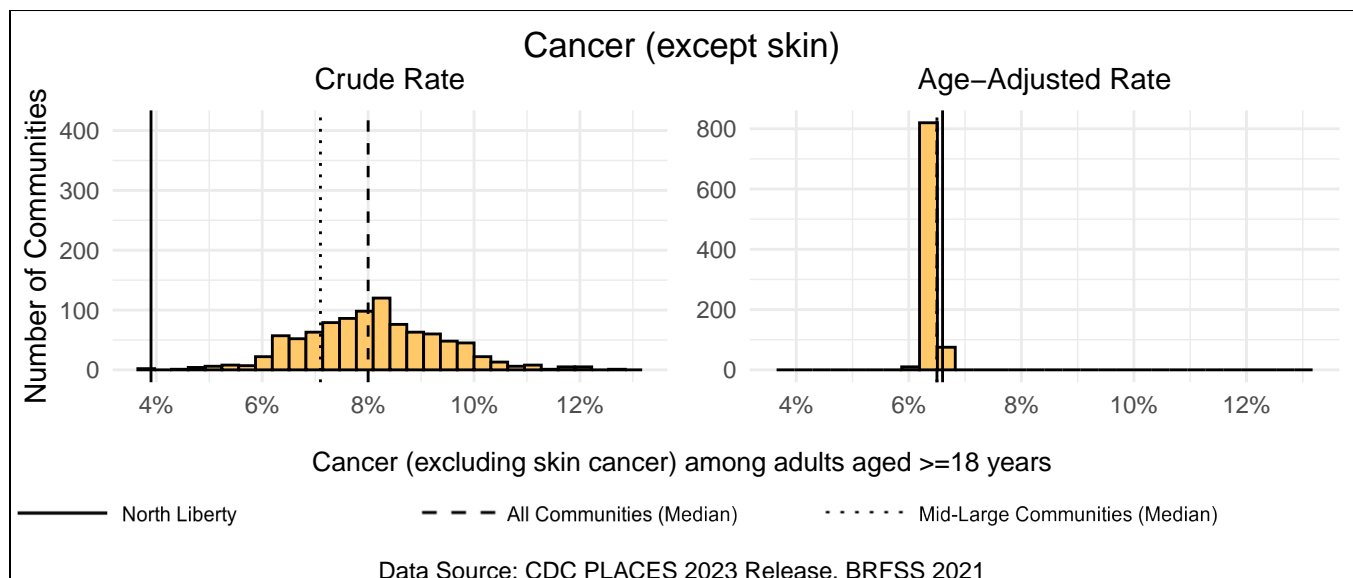 Cancer (except skin)
Crude Rate
Age−Adjusted Rate
Number of Communities
400
300
200
100
0
4%
6%
8%
10%
12%
800
600
400
200
0
4%
6%
8%
10%
12%
Cancer (excluding skin cancer) among adults aged >=18 years
North Liberty
All Communities (Median)
Mid-Large Communities (Median)
Data Source: CDC PLACES 2023 Release, BRFSS 2021